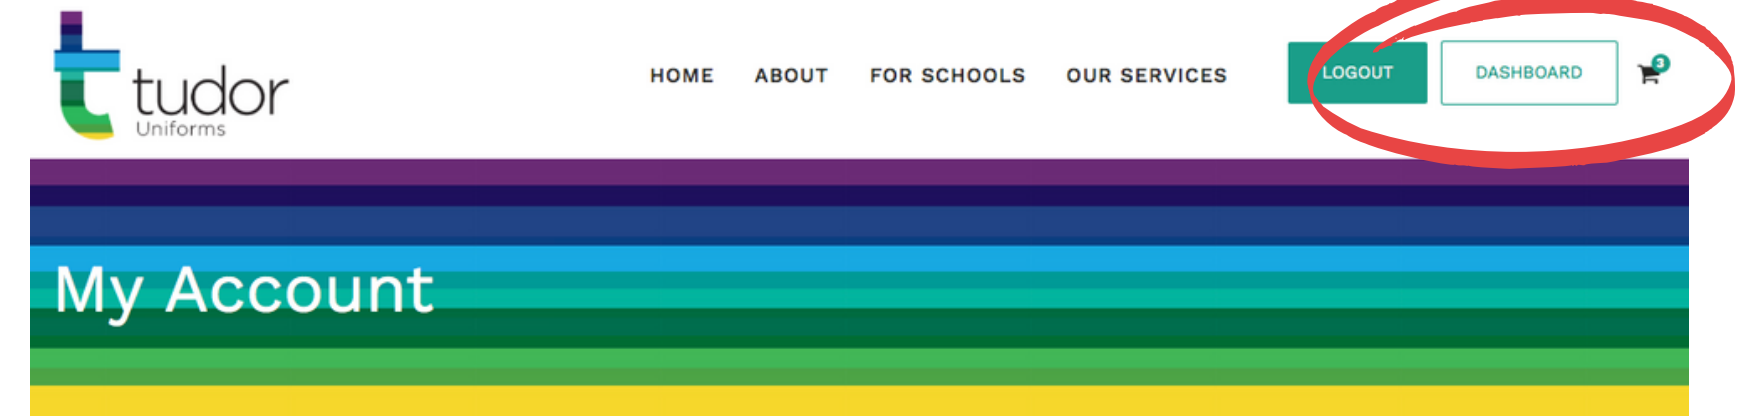 tudor
Uniforms
HOME ABOUT FOR SCHOOLS OUR SERVICES LOGOUT DASHBOARD 3
My Account